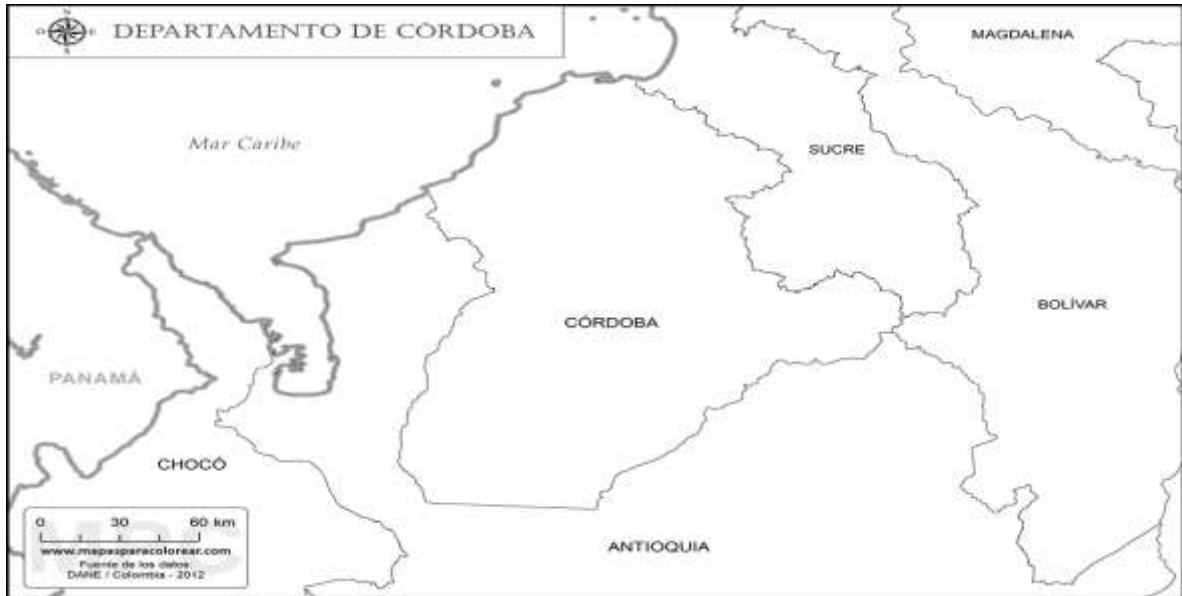 N
O E
S
DEPARTAMENTO DE CÓRDOBA
MAGDALENA
Mar Caribe
SUCRE
BOLÍVAR
CÓRDOBA
PANAMÁ
CHOCÓ
ANTIOQUIA
0 30 60 km
MPC
www.mapasparacolorear.com
Fuente de los datos:
DANE / Colombia - 2012